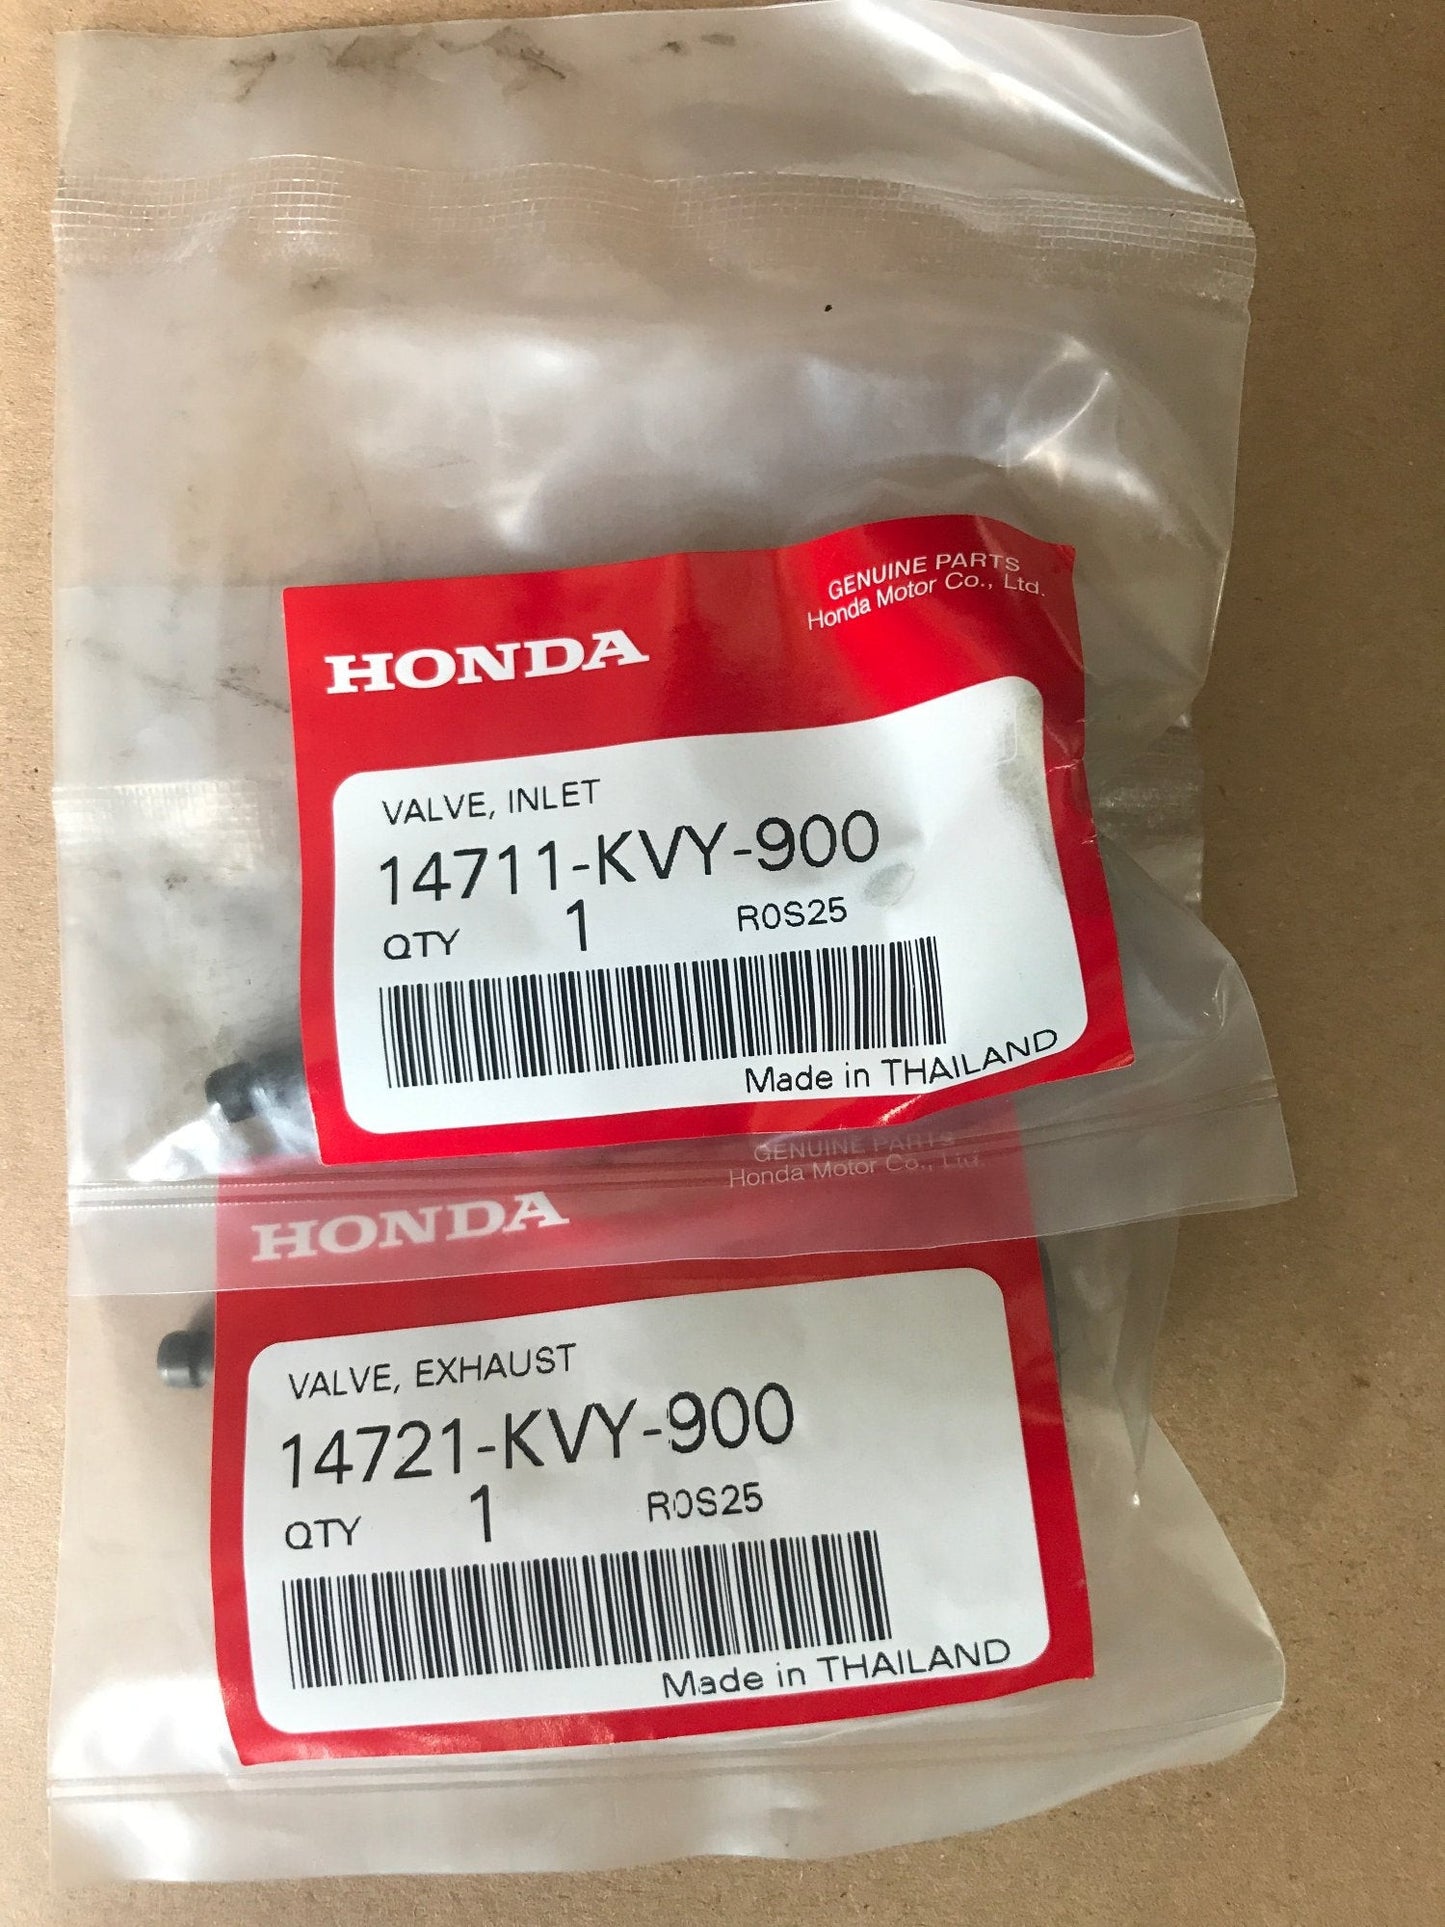 GENUINE PARTS
Honda Motor Co., Ltd.
HONDA
VALVE, INLET
14711-KVY-900
QTY 1 R0S25
Made in THAILAND
GENUINE PARTS
Honda Motor Co., Ltd.
HONDA
VALVE, EXHAUST
14721-KVY-900
QTY 1 R0S25
Made in THAILAND